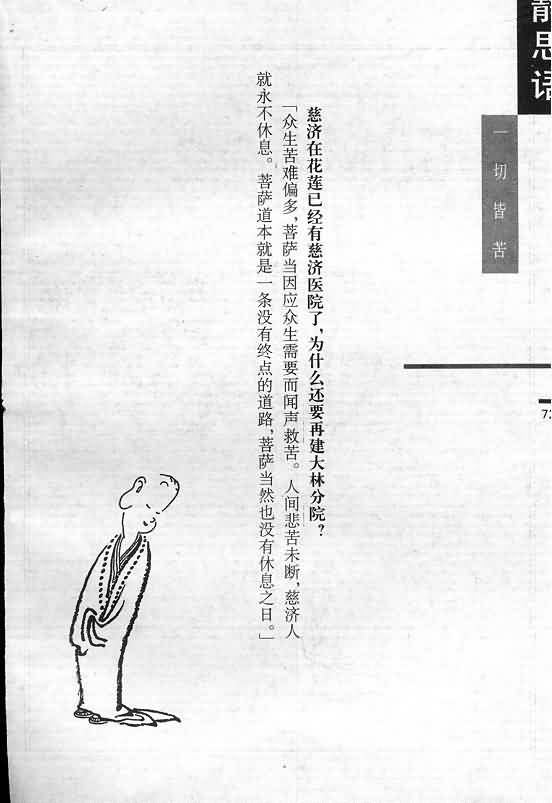 静思语
一切皆苦
72
慈济在花莲已经有慈济医院了，为什么还要再建大林分院？
「众生苦难偏多，菩萨当因应众生需要而闻声救苦。人间悲苦未断，慈济人
就永不休息。菩萨道本就是一条没有终点的道路，菩萨当然也没有休息之日。」